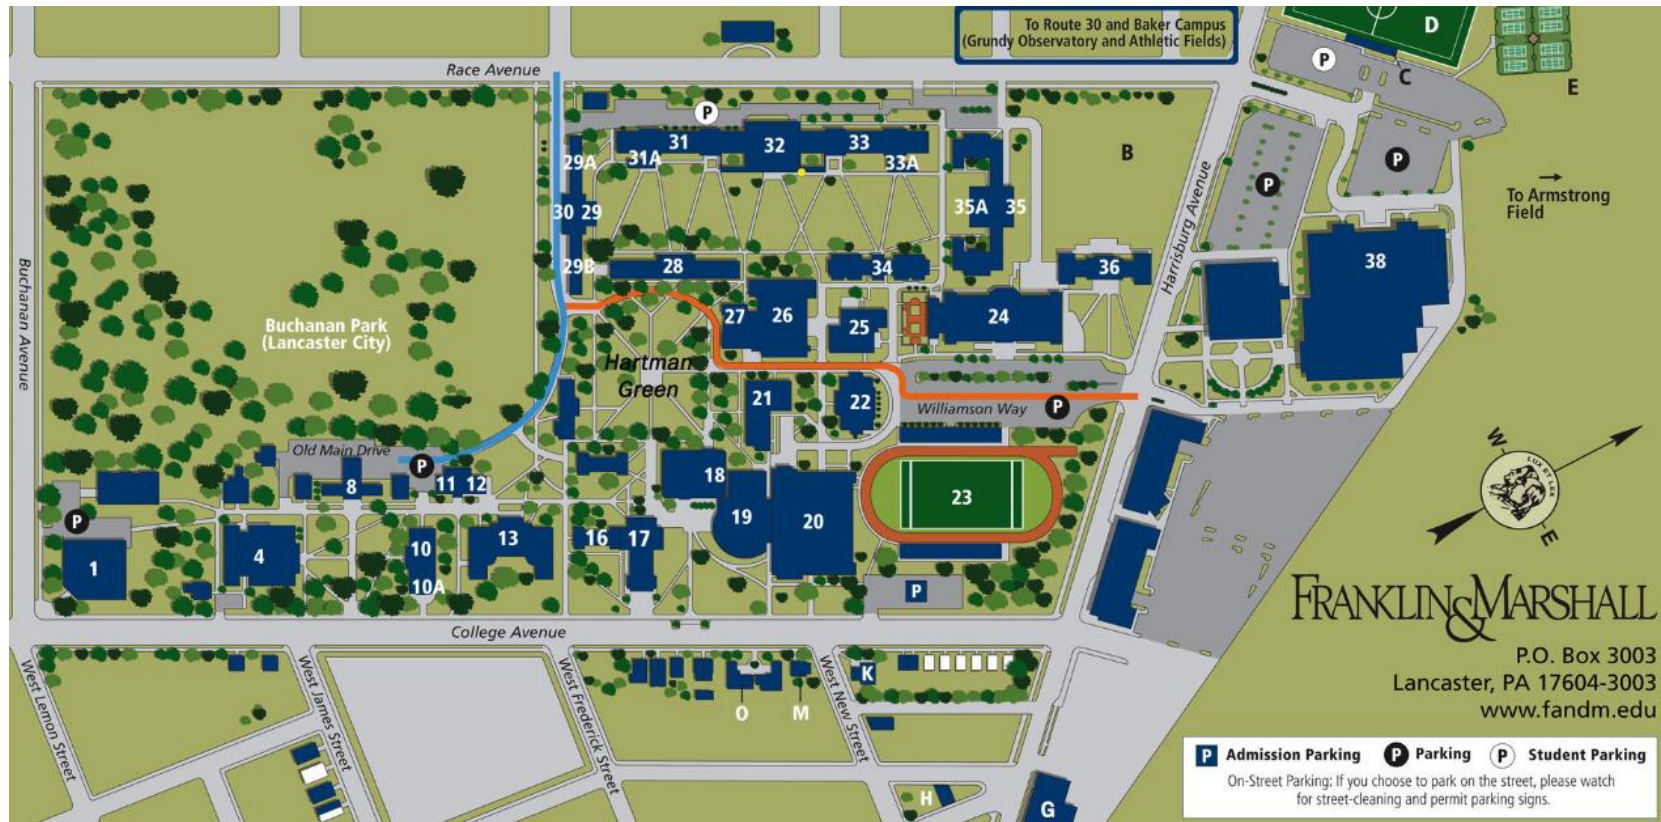 To Route 30 and Baker Campus
(Grundy Observatory and Athletic Fields)
D
Race Avenue
P
C
E
P
31
32
33
B
29A
31A
33A
P
P
To Armstrong
Field
30
29
35A
35
29B
28
34
36
38
Harrisburg Avenue
Buchanan Avenue
27
26
25
24
Buchanan Park
(Lancaster City)
Hartman
Green
21
22
Williamson Way
P
Old Main Drive
P
8
11
12
18
23
W
LUX ET LEX
E
P
19
20
1
4
10
13
16
17
10A
P
College Avenue
FRANKLIN & MARSHALL
P.O. Box 3003
Lancaster, PA 17604-3003
www.fandm.edu
West Lemon Street
West James Street
West Frederick Street
West New Street
K
O
M
H
G
P Admission Parking P Parking P Student Parking
On-Street Parking: If you choose to park on the street, please watch
for street-cleaning and permit parking signs.